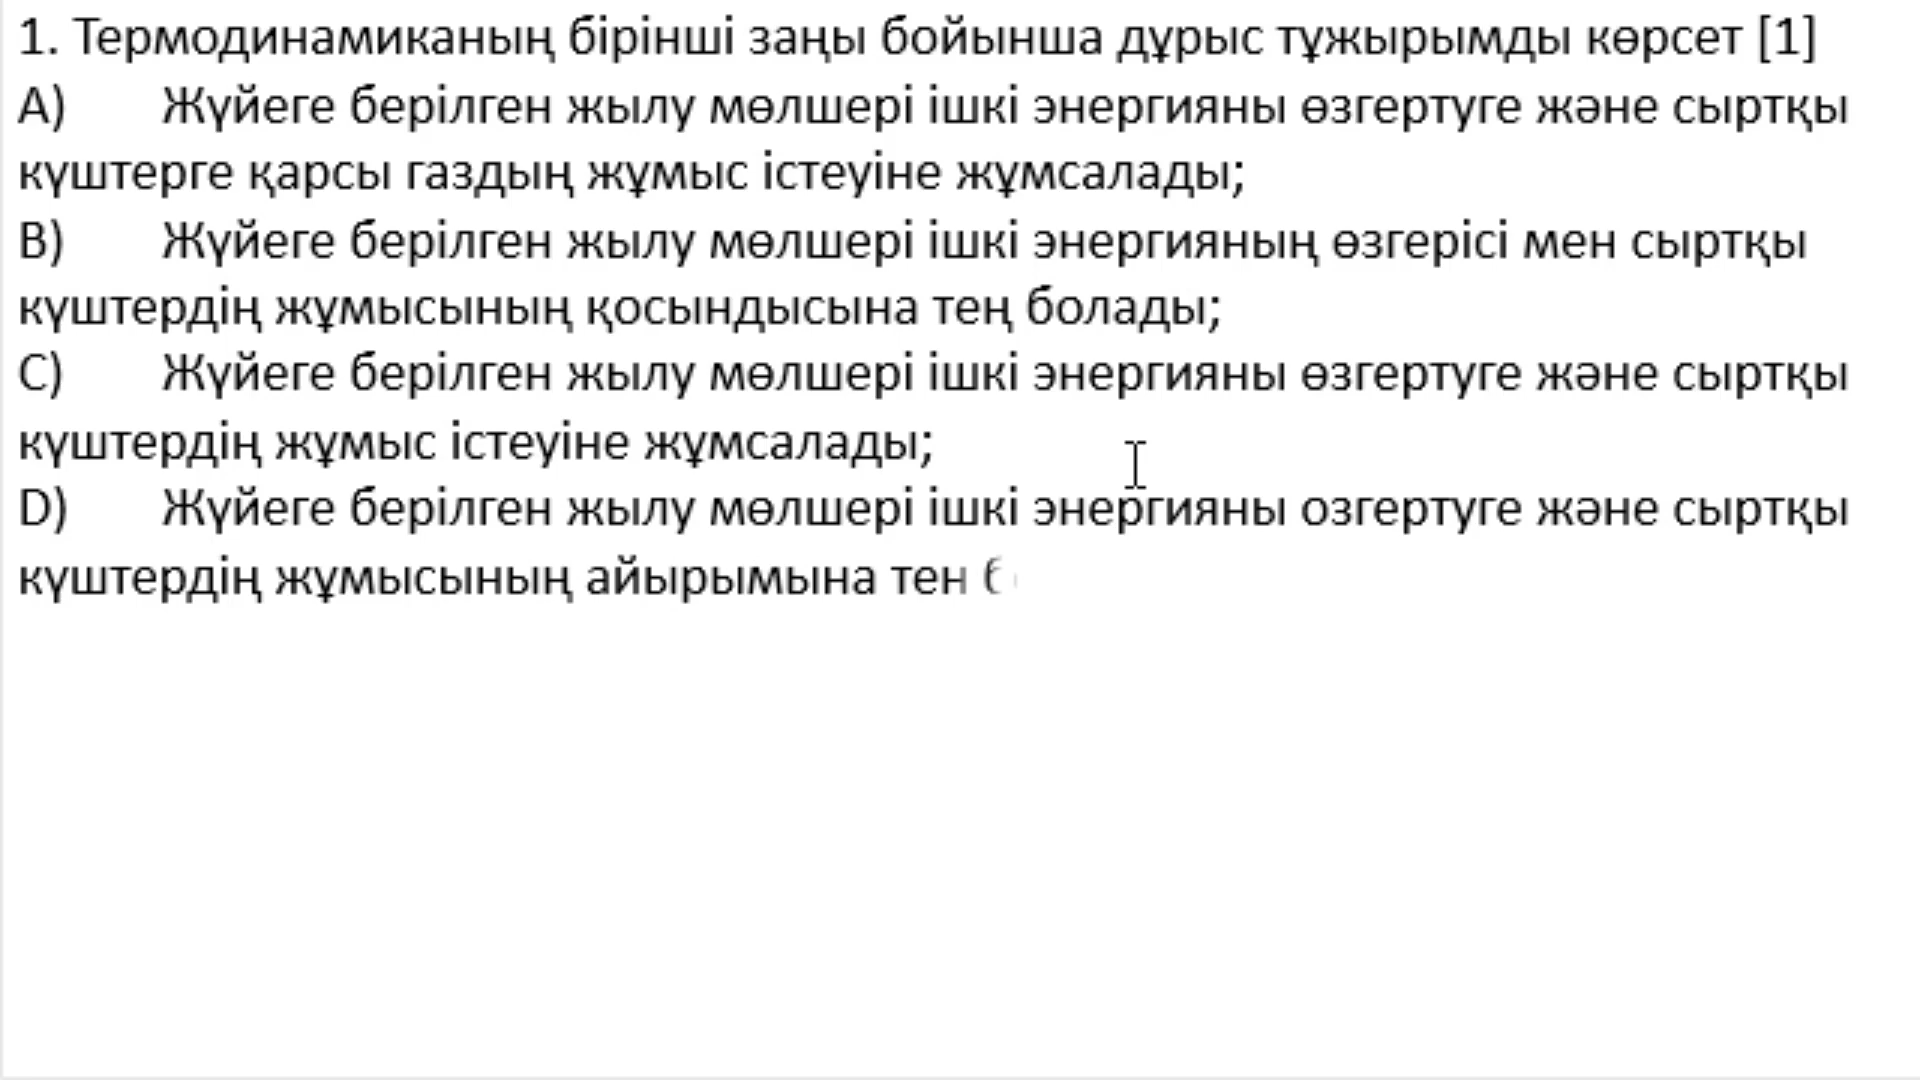 1. Термодинамиканың бірінші заңы бойынша дұрыс тұжырымды көрсет [1]
A) Жүйеге берілген жылу мөлшері ішкі энергияны өзгертуге және сыртқы
күштерге қарсы газдың жұмыс істеуіне жұмсалады;
B) Жүйеге берілген жылу мөлшері ішкі энергияның өзгерісі мен сыртқы
күштердің жұмысының қосындысына тең болады;
C) Жүйеге берілген жылу мөлшері ішкі энергияны өзгертуге және сыртқы
күштердің жұмыс істеуіне жұмсалады;
D) Жүйеге берілген жылу мөлшері ішкі энергияны озгертуге және сыртқы
күштердің жұмысының айырымына тен